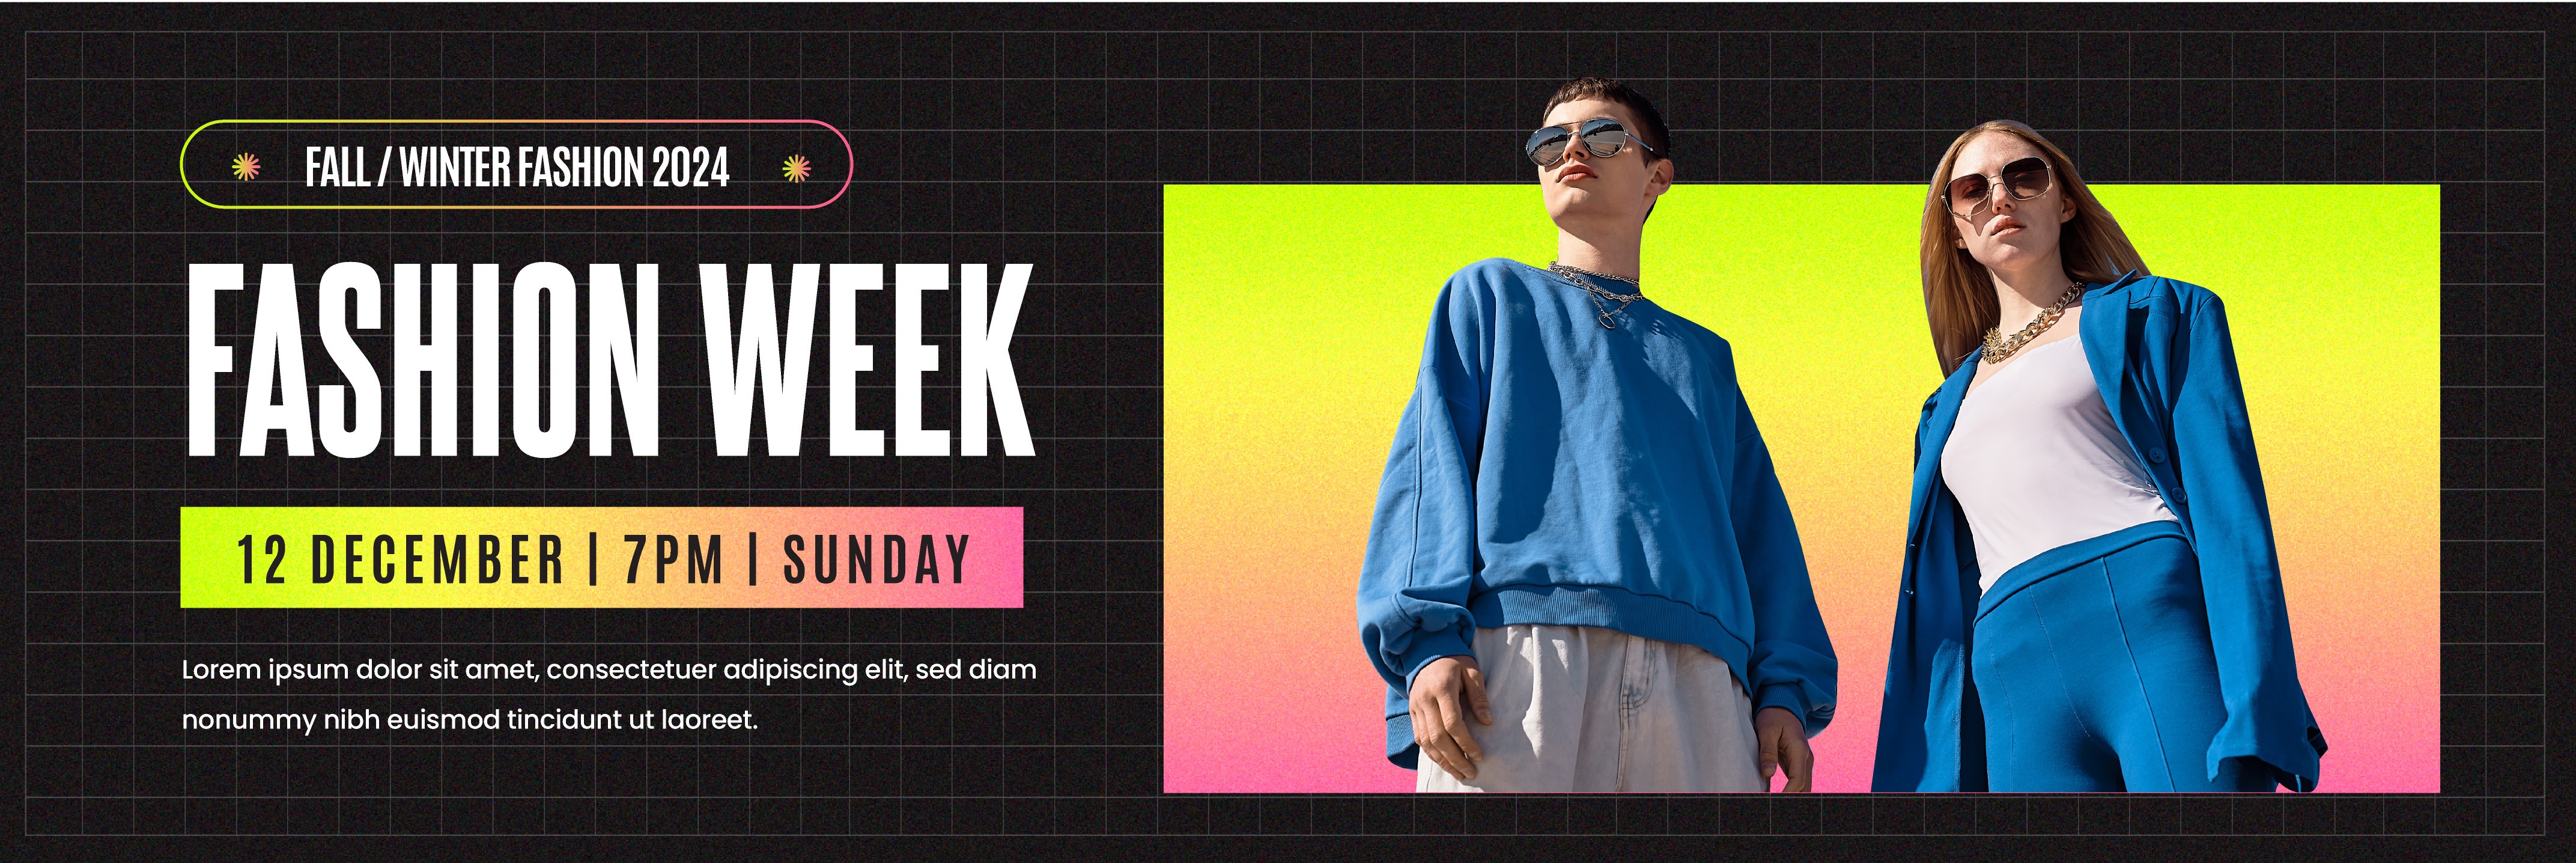 FALL / WINTER FASHION 2024
FASHION WEEK
12 DECEMBER | 7PM | SUNDAY
Lorem ipsum dolor sit amet, consectetuer adipiscing elit, sed diam
nonummy nibh euismod tincidunt ut laoreet.